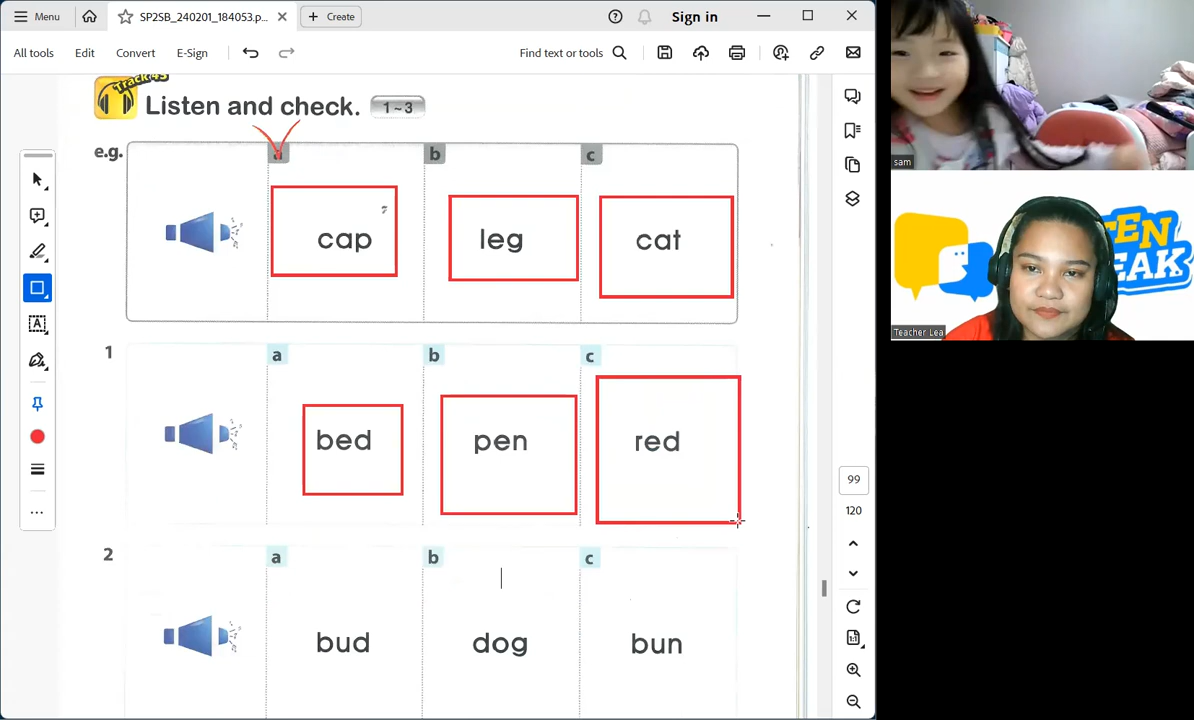 Menu
SP2SB_240201_184053.p...
Create
Sign in
All tools
Edit
Convert
E-Sign
Find text or tools
Track 43
Listen and check.
1~3
e.g.
a
b
c
cap
leg
cat
1
a
b
c
bed
pen
red
2
a
b
c
bud
dog
bun
99
120
sam
Teacher Lea